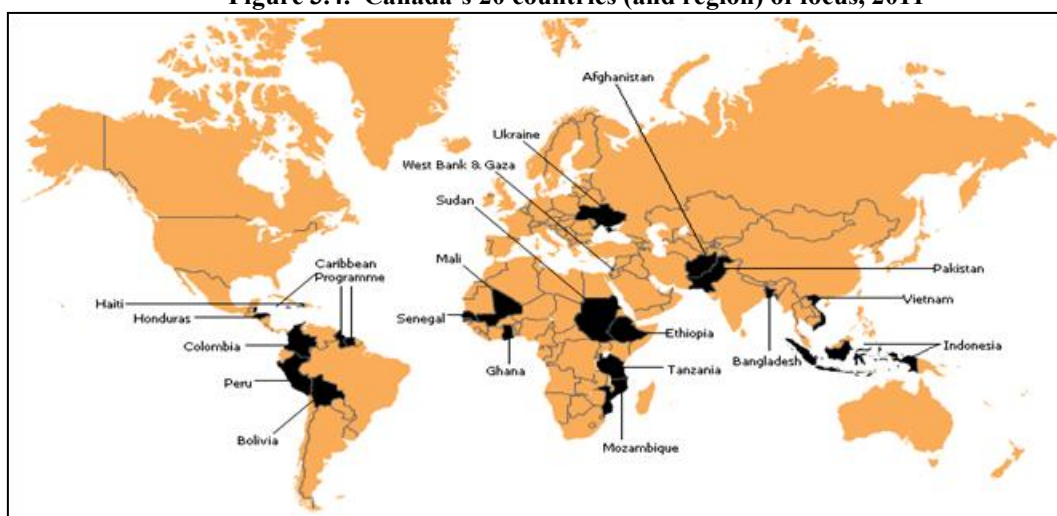 Figure 3.4. Canada's 20 countries (and region) of focus, 2011
Afghanistan
Ukraine
West Bank & Gaza
Sudan
Mali
Caribbean
Programme
Pakistan
Haiti
Vietnam
Honduras
Senegal
Ethiopia
Colombia
Indonesia
Bangladesh
Ghana
Tanzania
Peru
Bolivia
Mozambique